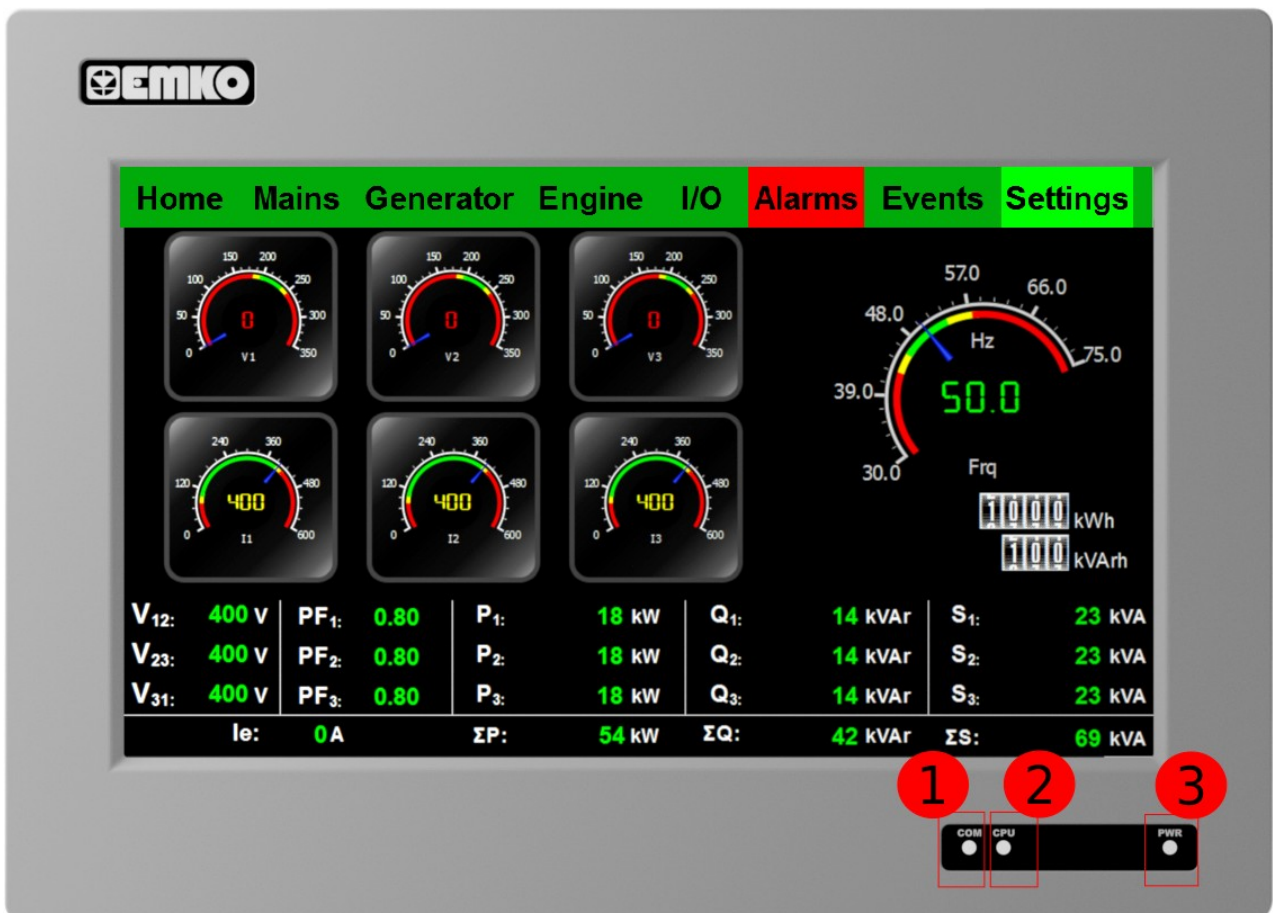 EMKO
Home Mains Generator Engine I/O Alarms Events Settings
0 50 100 150 200 250 300 350
0
V1
0 50 100 150 200 250 300 350
0
V2
0 50 100 150 200 250 300 350
0
V3
30.0 39.0 48.0 57.0 66.0 75.0
Hz
50.0
Frq
0 120 240 360 480 600
400
I1
0 120 240 360 480 600
400
I2
0 120 240 360 480 600
400
I3
1000 kWh
100 kVArh
V12: 400 V PF1: 0.80 P1: 18 kW Q1: 14 kVAr S1: 23 kVA
V23: 400 V PF2: 0.80 P2: 18 kW Q2: 14 kVAr S2: 23 kVA
V31: 400 V PF3: 0.80 P3: 18 kW Q3: 14 kVAr S3: 23 kVA
Ie: 0 A ΣP: 54 kW ΣQ: 42 kVAr ΣS: 69 kVA
1 2 3
COM CPU PWR